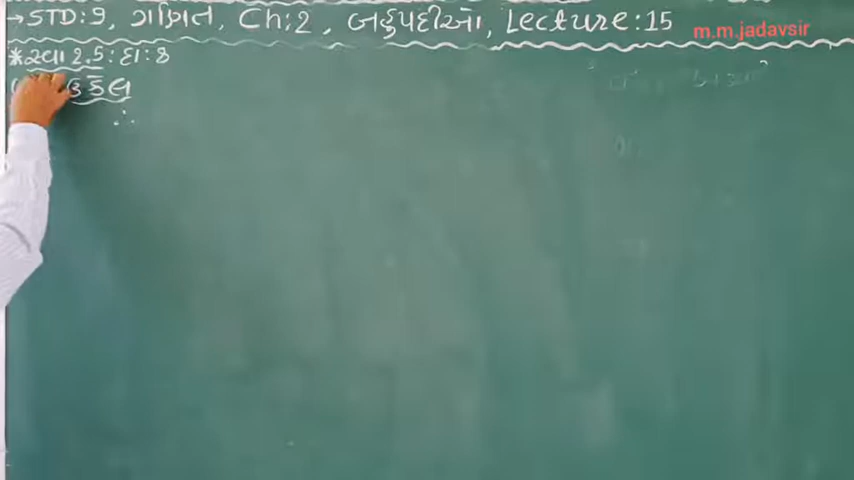 → STD:9, ગણિત, Ch:2, બહુપદીઓ, Lecture:15
m.m.jadavsir
*સ્વા 2.5: દા:8
ઉકેલ
∴